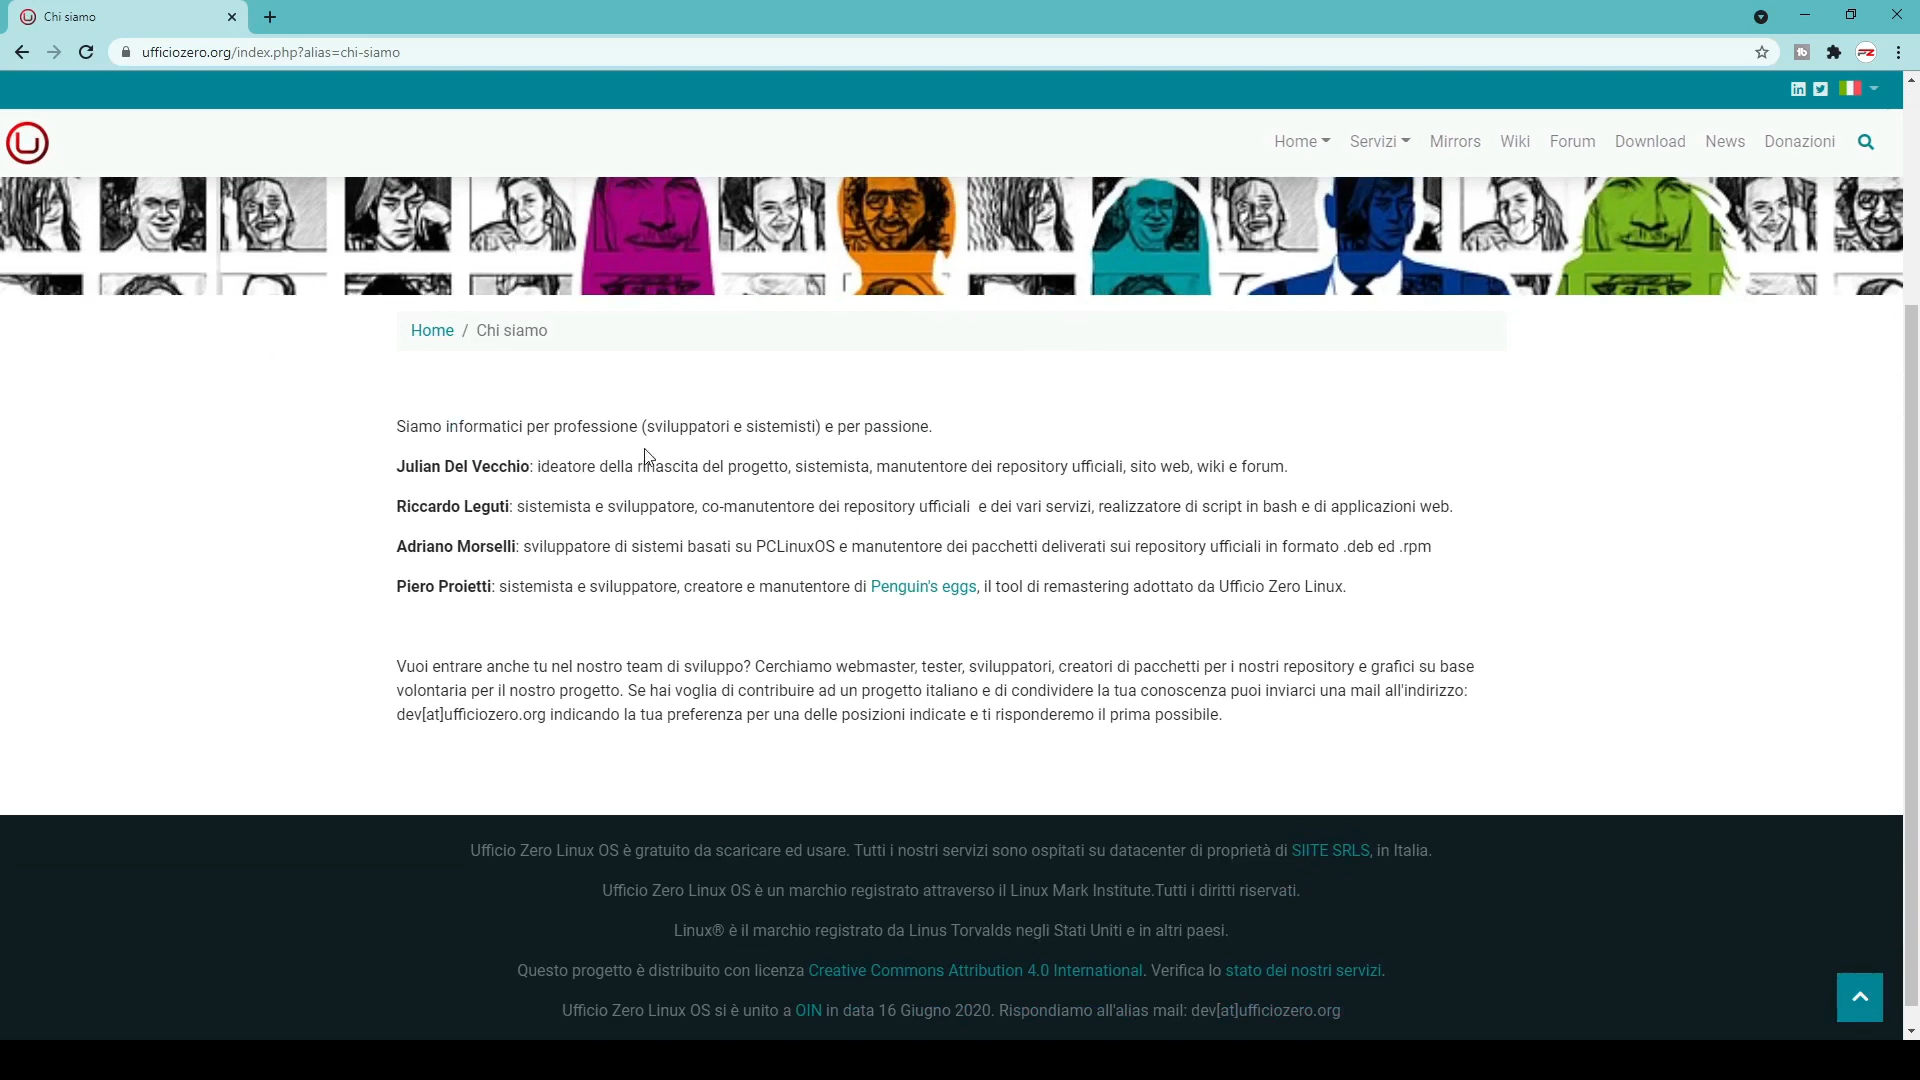 Chi siamo
ufficiozero.org/index.php?alias=chi-siamo
Home Servizi Mirrors Wiki Forum Download News Donazioni
Home / Chi siamo
Siamo informatici per professione (sviluppatori e sistemisti) e per passione.
Julian Del Vecchio: ideatore della rinascita del progetto, sistemista, manutentore dei repository ufficiali, sito web, wiki e forum.
Riccardo Leguti: sistemista e sviluppatore, co-manutentore dei repository ufficiali e dei vari servizi, realizzatore di script in bash e di applicazioni web.
Adriano Morselli: sviluppatore di sistemi basati su PCLinuxOS e manutentore dei pacchetti deliverati sui repository ufficiali in formato .deb ed .rpm
Piero Proietti: sistemista e sviluppatore, creatore e manutentore di Penguin's eggs, il tool di remastering adottato da Ufficio Zero Linux.
Vuoi entrare anche tu nel nostro team di sviluppo? Cerchiamo webmaster, tester, sviluppatori, creatori di pacchetti per i nostri repository e grafici su base
volontaria per il nostro progetto. Se hai voglia di contribuire ad un progetto italiano e di condividere la tua conoscenza puoi inviarci una mail all'indirizzo:
dev[at]ufficiozero.org indicando la tua preferenza per una delle posizioni indicate e ti risponderemo il prima possibile.
Ufficio Zero Linux OS è gratuito da scaricare ed usare. Tutti i nostri servizi sono ospitati su datacenter di proprietà di SIITE SRLS, in Italia.
Ufficio Zero Linux OS è un marchio registrato attraverso il Linux Mark Institute.Tutti i diritti riservati.
Linux® è il marchio registrato da Linus Torvalds negli Stati Uniti e in altri paesi.
Questo progetto è distribuito con licenza Creative Commons Attribution 4.0 International. Verifica lo stato dei nostri servizi.
Ufficio Zero Linux OS si è unito a OIN in data 16 Giugno 2020. Rispondiamo all'alias mail: dev[at]ufficiozero.org